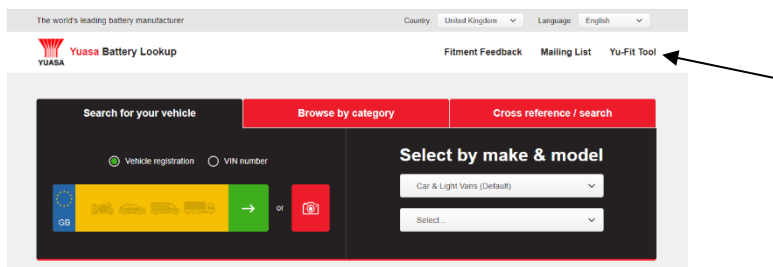 The world's leading battery manufacturer Country: United Kingdom Language: English
YUASA Yuasa Battery Lookup Fitment Feedback Mailing List Yu-Fit Tool
Search for your vehicle Browse by category Cross reference / search
Vehicle registration VIN number
Select by make & model
Car & Light Vans (Default)
GB or
Select...